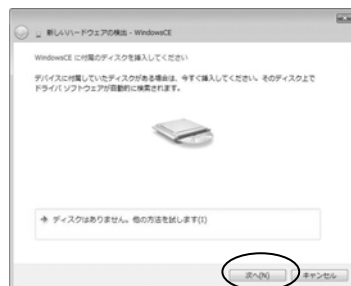 新しいハードウェアの検出 - WindowsCE
WindowsCE に付属のディスクを挿入してください
デバイスに付属していたディスクがある場合は、今すぐ挿入してください。そのディスク上で
ドライバ ソフトウェアが自動的に検索されます。
ディスクはありません。他の方法を試します(I)
次へ(N)
キャンセル